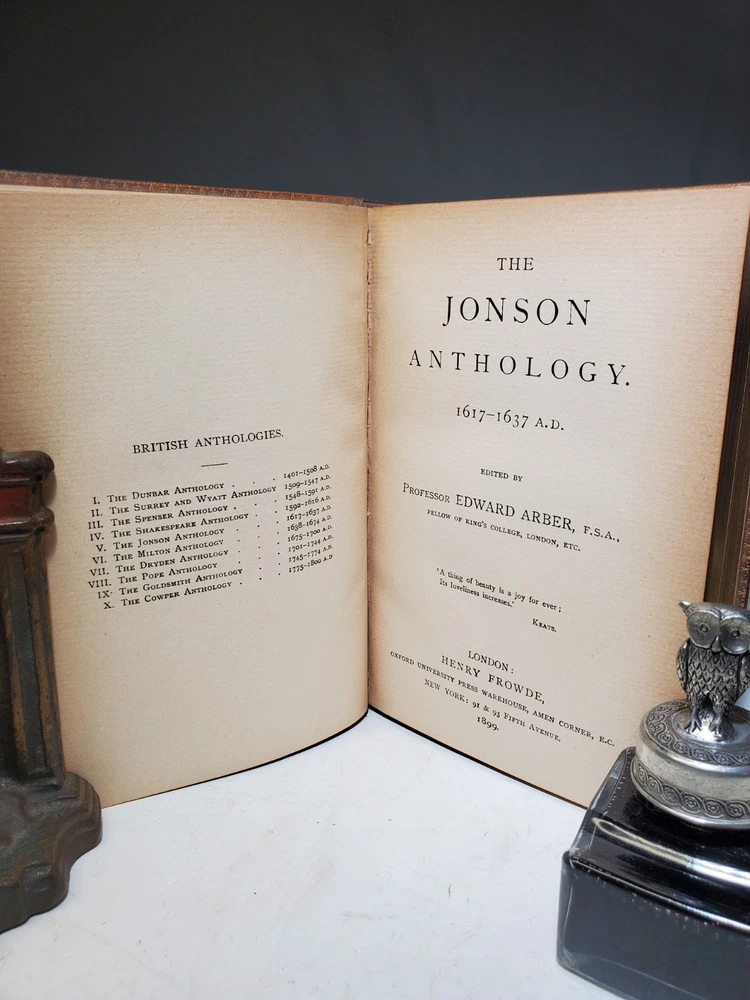 BRITISH ANTHOLOGIES.
I. THE DUNBAR ANTHOLOGY . . . 1401-1508 A.D.
II. THE SURREY AND WYATT ANTHOLOGY 1509-1547 A.D.
III. THE SPENSER ANTHOLOGY . . . 1548-1591 A.D.
IV. THE SHAKESPEARE ANTHOLOGY . . 1592-1616 A.D.
V. THE JONSON ANTHOLOGY . . . 1617-1637 A.D.
VI. THE MILTON ANTHOLOGY . . . 1638-1674 A.D.
VII. THE DRYDEN ANTHOLOGY . . . 1675-1700 A.D.
VIII. THE POPE ANTHOLOGY . . . 1701-1744 A.D.
IX. THE GOLDSMITH ANTHOLOGY . . 1745-1774 A.D.
X. THE COWPER ANTHOLOGY . . . 1775-1800 A.D.
THE
JONSON
ANTHOLOGY.
1617-1637 A.D.
EDITED BY
PROFESSOR EDWARD ARBER, F.S.A.,
FELLOW OF KING'S COLLEGE, LONDON, ETC.
'A thing of beauty is a joy for ever;
Its loveliness increases.'
KEATS.
LONDON:
HENRY FROWDE,
OXFORD UNIVERSITY PRESS WAREHOUSE, AMEN CORNER, E.C.
NEW YORK: 91 & 93 FIFTH AVENUE.
1899.